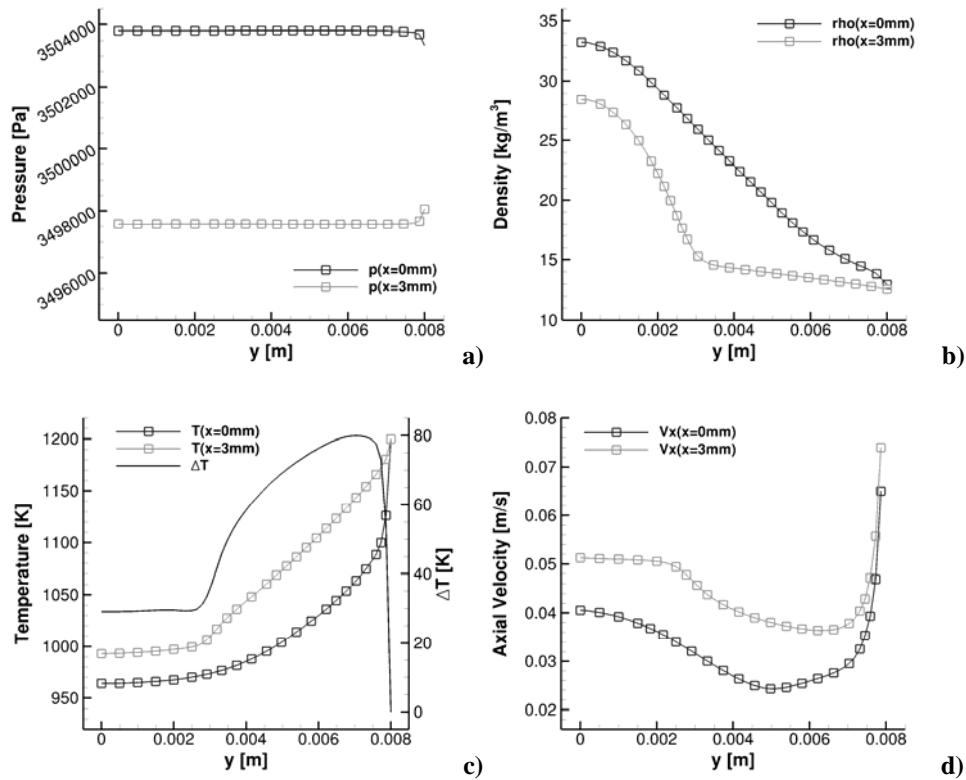 3504000
3502000
3500000
3498000
3496000
Pressure [Pa]
p(x=0mm)
p(x=3mm)
0 0.002 0.004 0.006 0.008
y [m]
a)
rho(x=0mm)
rho(x=3mm)
35
30
25
20
15
10
Density [kg/m³]
0 0.002 0.004 0.006 0.008
y [m]
b)
T(x=0mm)
T(x=3mm)
ΔT
1200
1150
1100
1050
1000
950
Temperature [K]
80
60
40
20
0
ΔT [K]
0 0.002 0.004 0.006 0.008
y [m]
c)
Vx(x=0mm)
Vx(x=3mm)
0.08
0.07
0.06
0.05
0.04
0.03
0.02
Axial Velocity [m/s]
0 0.002 0.004 0.006 0.008
y [m]
d)